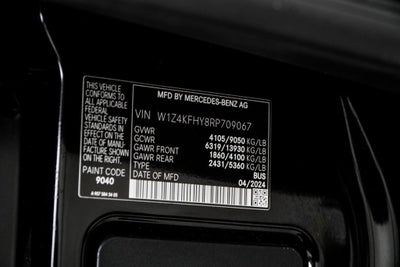 MFD BY MERCEDES-BENZ AG
VIN W1Z4KFHY8RP709067
GVWR 4105/9050 KG/LB
GCWR 6319/13930 KG/LB
GAWR FRONT 1860/4100 KG/LB
GAWR REAR 2431/5360 KG/LB
TYPE BUS
DATE OF MFD 04/2024
THIS VEHICLE
CONFORMS TO
ALL APPLICABLE
FEDERAL MOTOR
VEHICLE SAFETY
STANDARDS
IN EFFECT ON
THE DATE OF
MANU-
FACTURE
SHOWN
PAINT CODE
9040